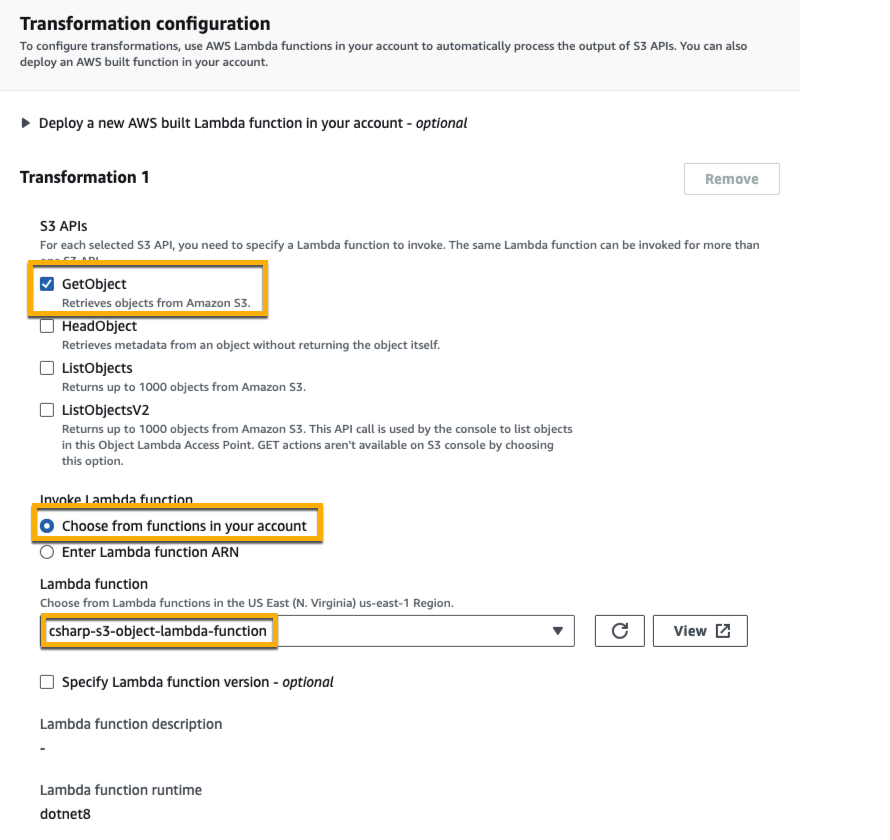 Transformation configuration
To configure transformations, use AWS Lambda functions in your account to automatically process the output of S3 APIs. You can also
deploy an AWS built function in your account.
Deploy a new AWS built Lambda function in your account - optional
Transformation 1
Remove
S3 APIs
For each selected S3 API, you need to specify a Lambda function to invoke. The same Lambda function can be invoked for more than
one S3 API.
GetObject
Retrieves objects from Amazon S3.
HeadObject
Retrieves metadata from an object without returning the object itself.
ListObjects
Returns up to 1000 objects from Amazon S3.
ListObjectsV2
Returns up to 1000 objects from Amazon S3. This API call is used by the console to list objects
in this Object Lambda Access Point. GET actions aren't available on S3 console by choosing
this option.
Invoke Lambda function
Choose from functions in your account
Enter Lambda function ARN
Lambda function
Choose from Lambda functions in the US East (N. Virginia) us-east-1 Region.
csharp-s3-object-lambda-function
View
Specify Lambda function version - optional
Lambda function description
-
Lambda function runtime
dotnet8